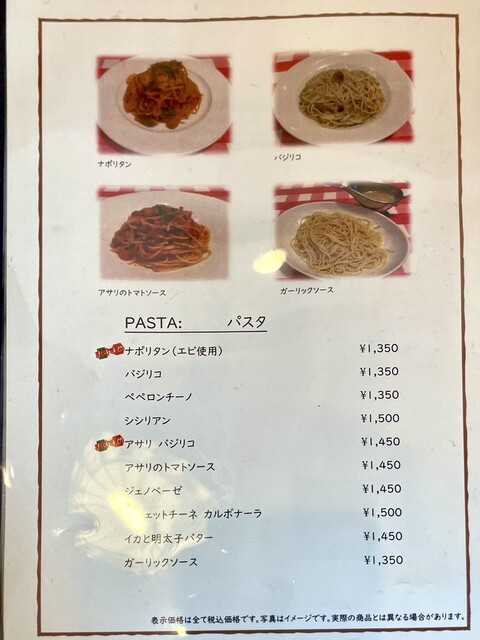 ナポリタン
バジリコ
アサリのトマトソース
ガーリックソース
PASTA: パスタ
ナポリタン(エビ使用) ¥1,350
バジリコ ¥1,350
ペペロンチーノ ¥1,350
シシリアン ¥1,500
アサリ バジリコ ¥1,450
アサリのトマトソース ¥1,450
ジェノベーゼ ¥1,450
ェットチーネ カルボナーラ ¥1,500
イカと明太子バター ¥1,450
ガーリックソース ¥1,350
表示価格は全て税込価格です。写真はイメージです。実際の商品とは異なる場合があります。